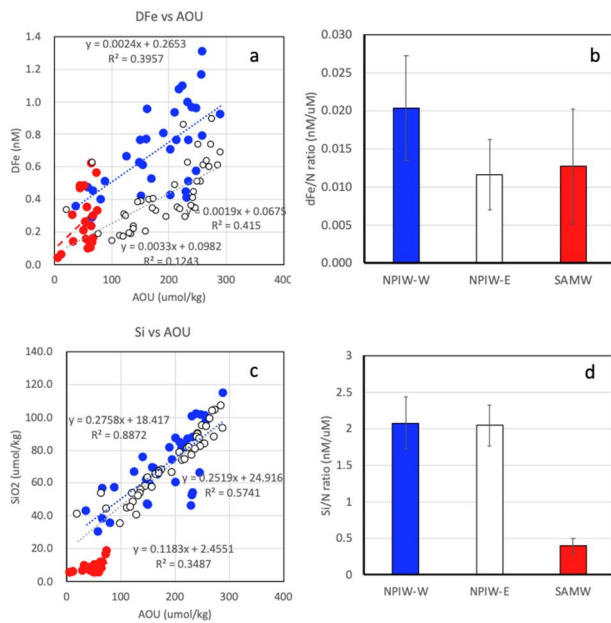 DFe vs AOU
a
y = 0.0024x + 0.2653
R² = 0.3957
1.4
1.2
1.0
0.8
0.6
0.4
0.2
0.0
DFe (nM)
y = 0.0019x + 0.0675
R² = 0.415
y = 0.0033x + 0.0982
R² = 0.1243
0 100 200 300 400
AOU (umol/kg)
b
0.030
0.025
0.020
0.015
0.010
0.005
0.000
dFe/N ratio (nM/uM)
NPIW-W NPIW-E SAMW
Si vs AOU
c
140.0
120.0
100.0
80.0
60.0
40.0
20.0
0.0
SiO2 (umol/kg)
y = 0.2758x + 18.417
R² = 0.8872
y = 0.2519x + 24.916
R² = 0.5741
y = 0.1183x + 2.4551
R² = 0.3487
0 100 200 300 400
AOU (umol/kg)
d
3
2.5
2
1.5
1
0.5
0
Si/N ratio (nM/uM)
NPIW-W NPIW-E SAMW